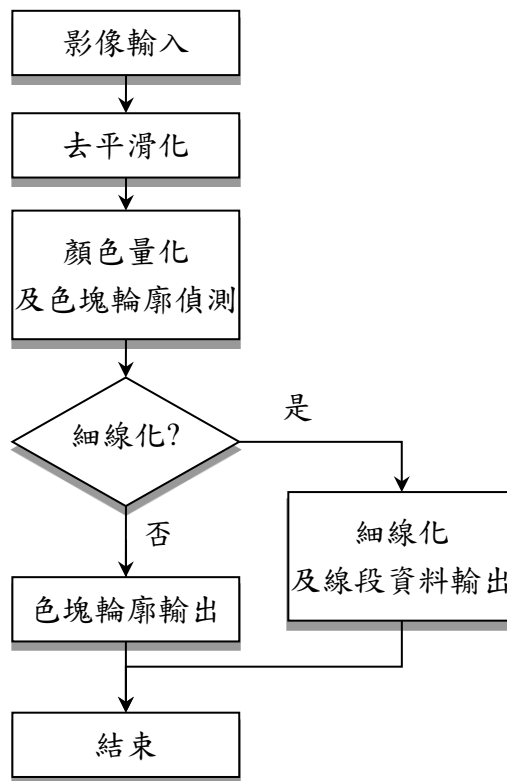 影像輸入
去平滑化
顏色量化
及色塊輪廓偵測
細線化?
是
否
細線化
及線段資料輸出
色塊輪廓輸出
結束